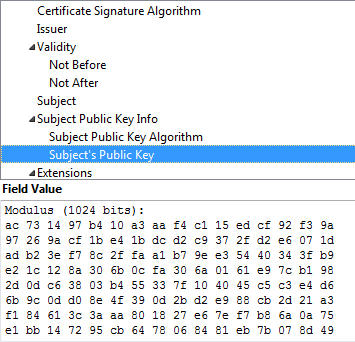 Certificate Signature Algorithm
Issuer
Validity
Not Before
Not After
Subject
Subject Public Key Info
Subject Public Key Algorithm
Subject's Public Key
Extensions
Field Value
Modulus (1024 bits):
ac 73 14 97 b4 10 a3 aa f4 c1 15 ed cf 92 f3 9a
97 26 9a cf 1b e4 1b dc d2 c9 37 2f d2 e6 07 1d
ad b2 3e f7 8c 2f fa a1 b7 9e e3 54 40 34 3f b9
e2 1c 12 8a 30 6b 0c fa 30 6a 01 61 e9 7c b1 98
2d 0d c6 38 03 b4 55 33 7f 10 40 45 c5 c3 e4 d6
6b 9c 0d d0 8e 4f 39 0d 2b d2 e9 88 cb 2d 21 a3
f1 84 61 3c 3a aa 80 18 27 e6 7e f7 b8 6a 0a 75
e1 bb 14 72 95 cb 64 78 06 84 81 eb 7b 07 8d 49